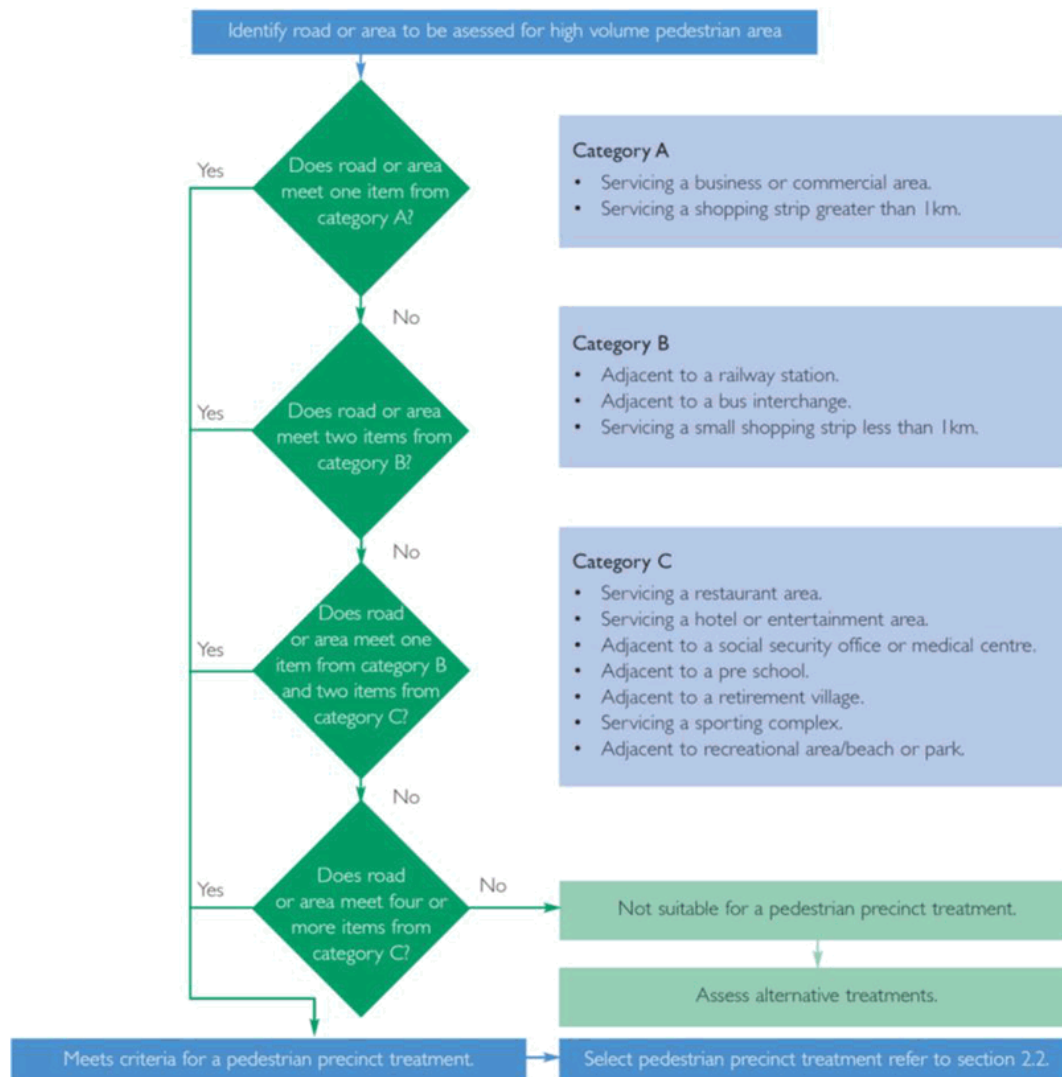 Identify road or area to be asessed for high volume pedestrian area
Does road or area
meet one item from
category A?
Yes
No
Category A
• Servicing a business or commercial area.
• Servicing a shopping strip greater than 1km.
Does road or area
meet two items from
category B?
Yes
No
Category B
• Adjacent to a railway station.
• Adjacent to a bus interchange.
• Servicing a small shopping strip less than 1km.
Does road
or area meet one
item from category B
and two items from
category C?
Yes
No
Category C
• Servicing a restaurant area.
• Servicing a hotel or entertainment area.
• Adjacent to a social security office or medical centre.
• Adjacent to a pre school.
• Adjacent to a retirement village.
• Servicing a sporting complex.
• Adjacent to recreational area/beach or park.
Does road
or area meet four or
more items from
category C?
Yes
No
Not suitable for a pedestrian precinct treatment.
Assess alternative treatments.
Meets criteria for a pedestrian precinct treatment.
Select pedestrian precinct treatment refer to section 2.2.